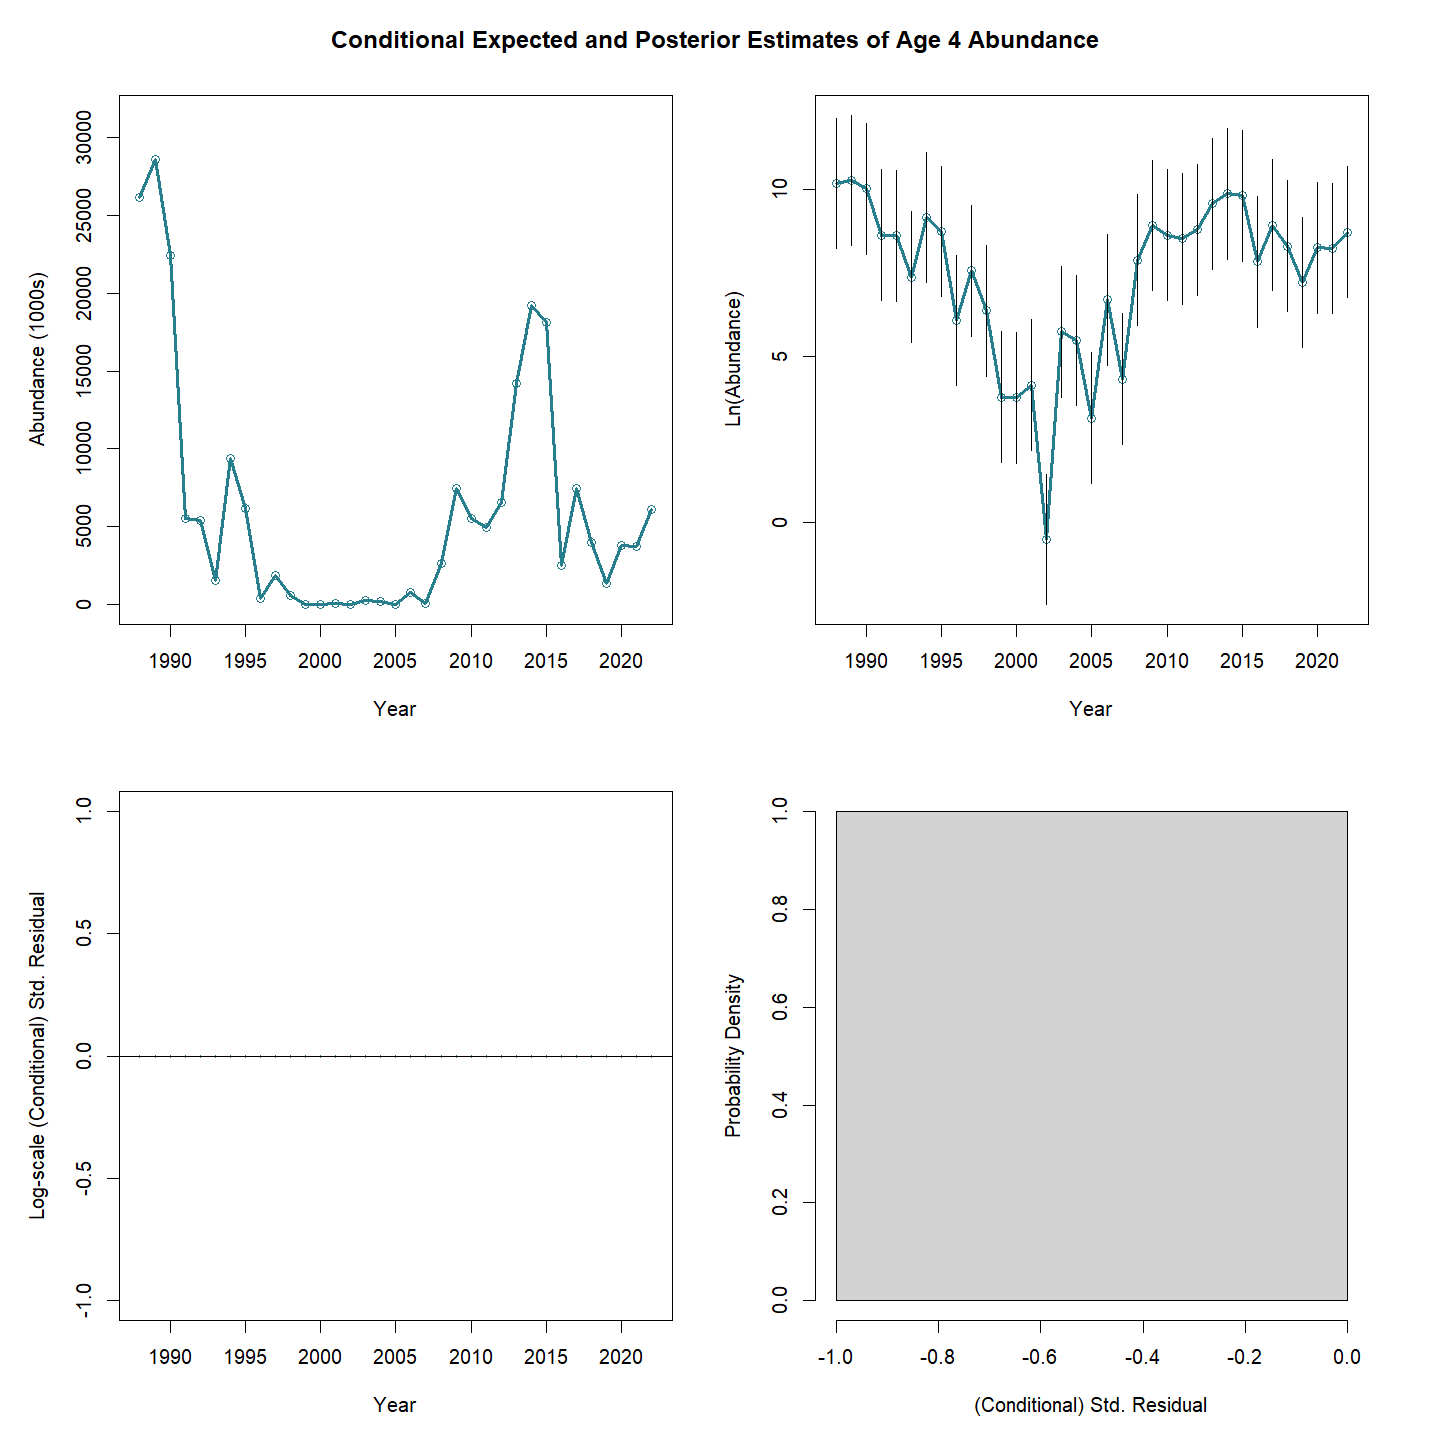 Conditional Expected and Posterior Estimates of Age 4 Abundance
Abundance (1000s)
30000
25000
20000
15000
10000
5000
0
1990 1995 2000 2005 2010 2015 2020
Year
Ln(Abundance)
10
5
0
1990 1995 2000 2005 2010 2015 2020
Year
Log-scale (Conditional) Std. Residual
1.0
0.5
0.0
-0.5
-1.0
1990 1995 2000 2005 2010 2015 2020
Year
Probability Density
1.0
0.8
0.6
0.4
0.2
0.0
-1.0 -0.8 -0.6 -0.4 -0.2 0.0
(Conditional) Std. Residual